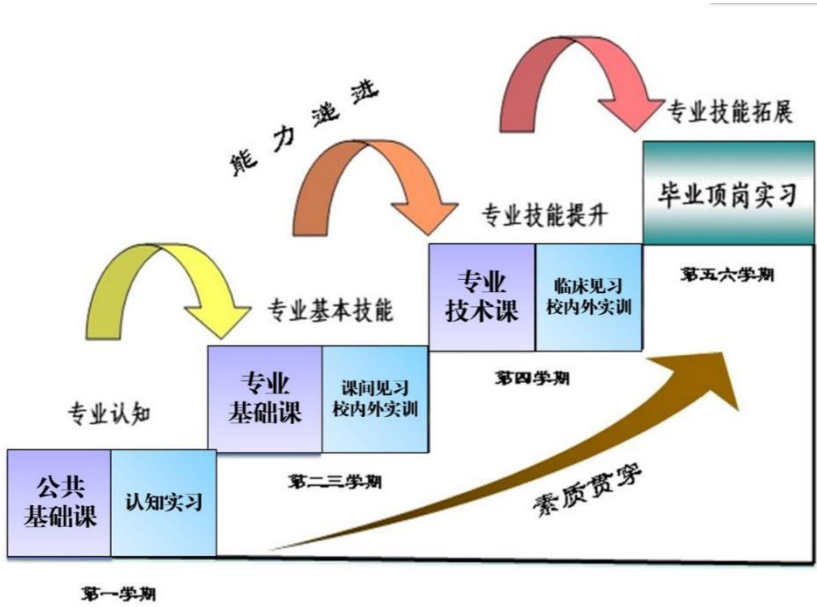 能力递进
专业技能拓展
毕业顶岗实习
第五六学期
专业技能提升
专业
技术课
临床见习
校内外实训
第四学期
专业基本技能
专业
基础课
课间见习
校内外实训
第二三学期
专业认知
公共
基础课
认知实习
第一学期
素质贯穿